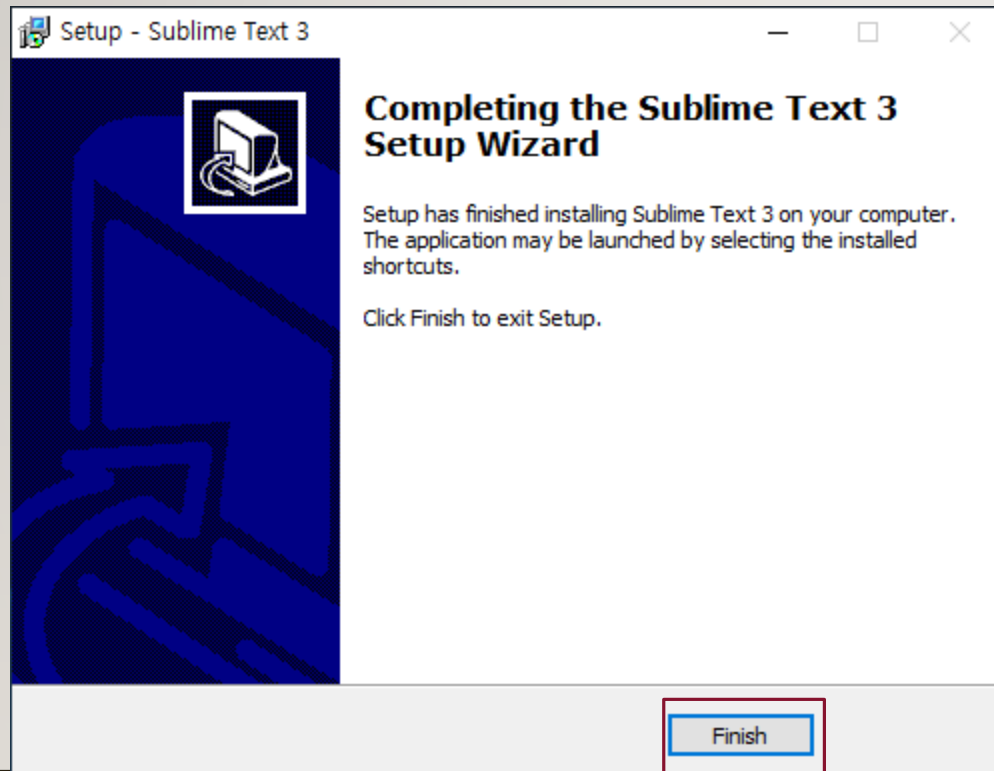 Setup - Sublime Text 3
Completing the Sublime Text 3
Setup Wizard
Setup has finished installing Sublime Text 3 on your computer.
The application may be launched by selecting the installed
shortcuts.
Click Finish to exit Setup.
Finish